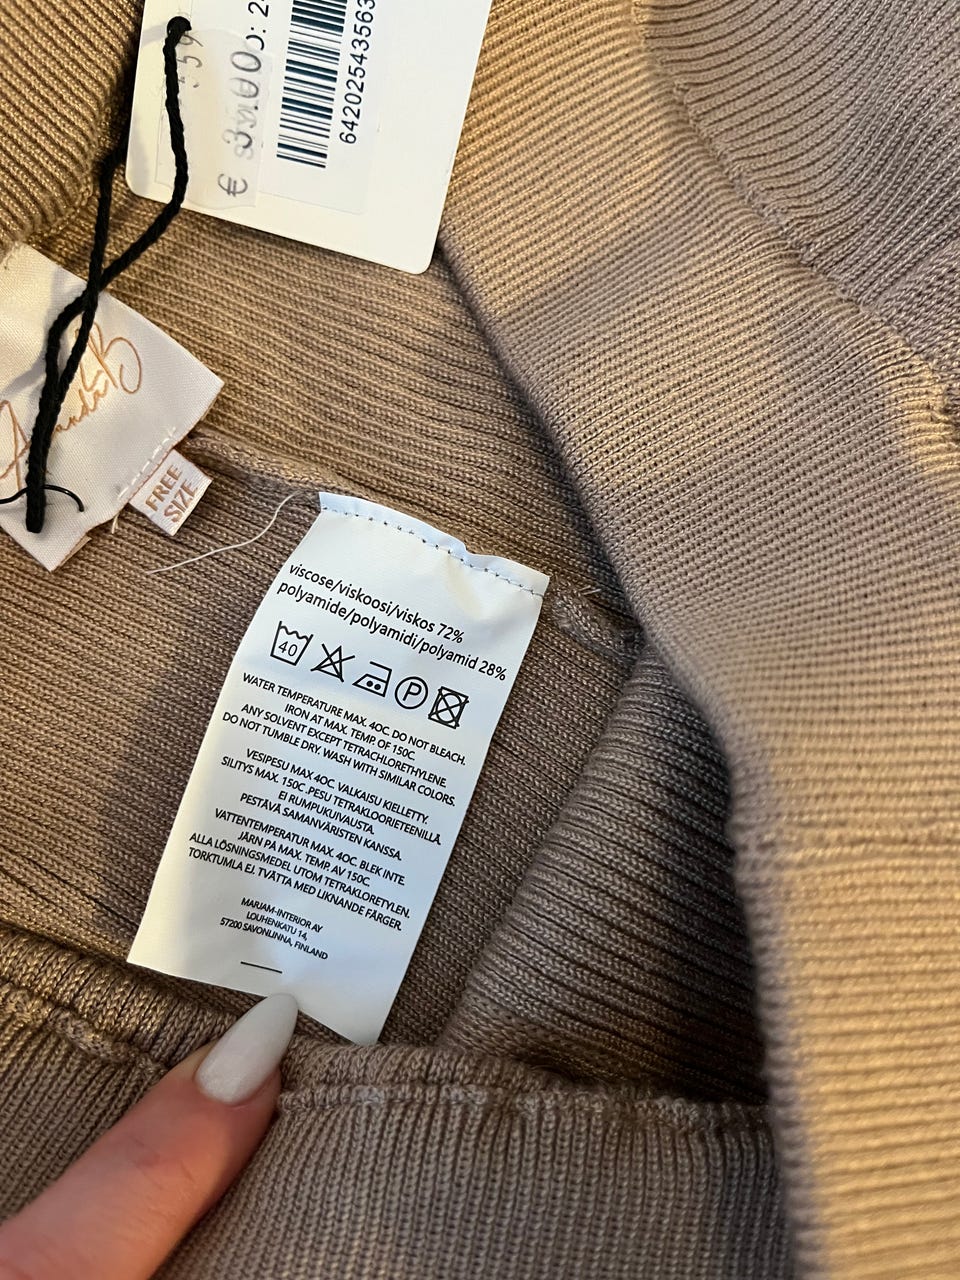 64202543563
€
AmandaB
FREE
SIZE
viscose/viskoosi/viskos 72%
polyamide/polyamidi/polyamid 28%
40
P
WATER TEMPERATURE MAX. 40C. DO NOT BLEACH.
IRON AT MAX. TEMP. OF 150C.
ANY SOLVENT EXCEPT TETRACHLORETHYLENE.
DO NOT TUMBLE DRY. WASH WITH SIMILAR COLORS.
VESIPESU MAX 40C. VALKAISU KIELLETTY.
SILITYS MAX. 150C .PESU TETRAKLOORIETEENILLÄ
EI RUMPUKUIVAUSTA.
PESTÄVÄ SAMANVÄRISTEN KANSSA.
VATTENTEMPERATUR MAX. 40C. BLEK INTE.
JÄRN PÅ MAX. TEMP. AV 150C.
ALLA LÖSNINGSMEDEL UTOM TETRAKLORETYLEN.
TORKTUMLA EJ. TVÄTTA MED LIKNANDE FÄRGER.
MARJAM-INTERIOR AY
LOUHENKATU 14,
57200 SAVONLINNA, FINLAND